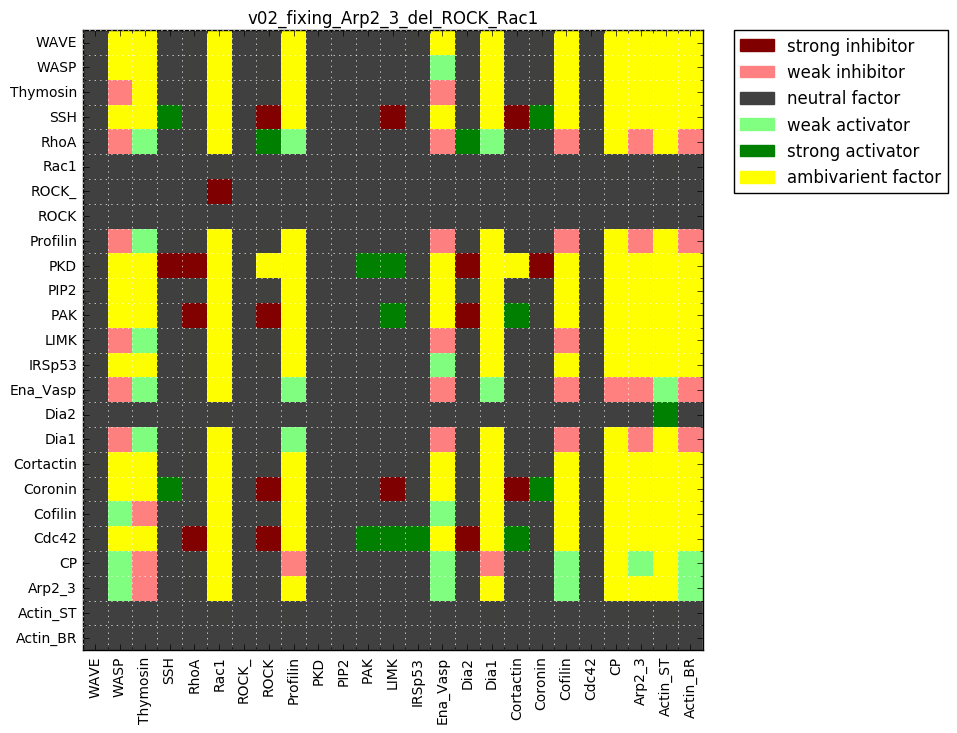 v02_fixing_Arp2_3_del_ROCK_Rac1
WAVE
WASP
Thymosin
SSH
RhoA
Rac1
ROCK_
ROCK
Profilin
PKD
PIP2
PAK
LIMK
IRSp53
Ena_Vasp
Dia2
Dia1
Cortactin
Coronin
Cofilin
Cdc42
CP
Arp2_3
Actin_ST
Actin_BR
WAVE
WASP
Thymosin
SSH
RhoA
Rac1
ROCK_
ROCK
Profilin
PKD
PIP2
PAK
LIMK
IRSp53
Ena_Vasp
Dia2
Dia1
Cortactin
Coronin
Cofilin
Cdc42
CP
Arp2_3
Actin_ST
Actin_BR
strong inhibitor
weak inhibitor
neutral factor
weak activator
strong activator
ambivarient factor